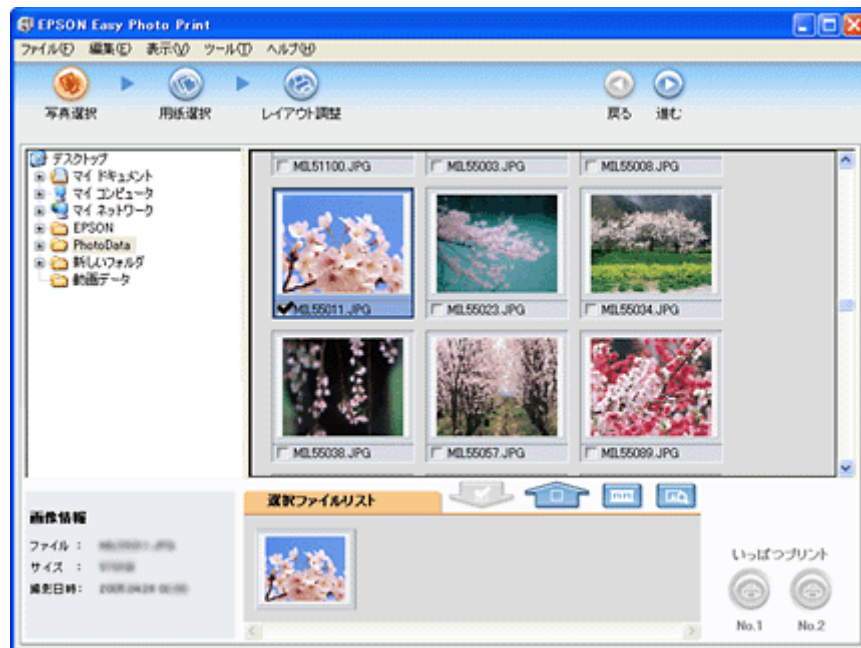 EPSON Easy Photo Print
ファイル(F) 編集(E) 表示(V) ツール(T) ヘルプ(H)
写真選択 用紙選択 レイアウト調整 戻る 進む
デスクトップ
マイ ドキュメント
マイ コンピュータ
マイ ネットワーク
EPSON
PhotoData
新しいフォルダ
動画データ
MIL51100.JPG MIL55003.JPG MIL55008.JPG
MIL55011.JPG MIL55023.JPG MIL55034.JPG
MIL55038.JPG MIL55057.JPG MIL55089.JPG
選択ファイルリスト
画像情報
ファイル :
サイズ :
撮影日時:
いっぱつプリント
No.1 No.2